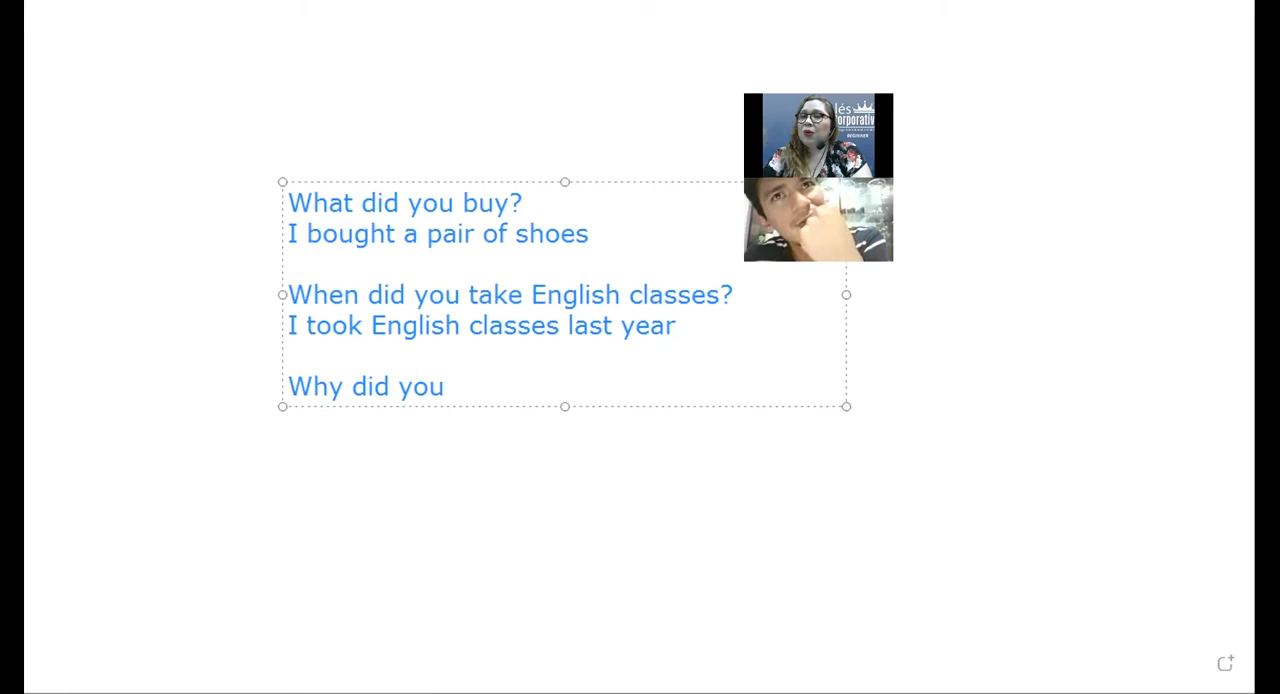 What did you buy?
I bought a pair of shoes
When did you take English classes?
I took English classes last year
Why did you
BEGINNER